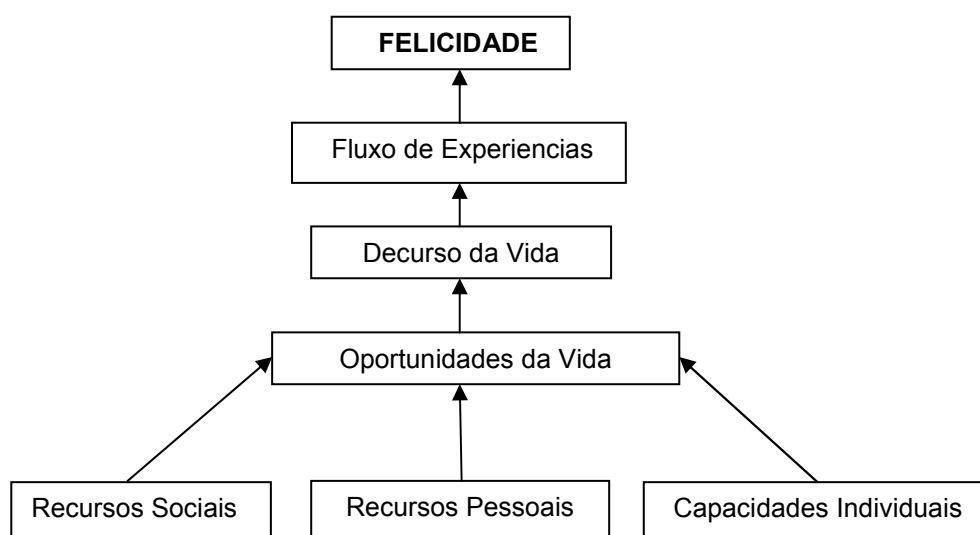 FELICIDADE
Fluxo de Experiencias
Decurso da Vida
Oportunidades da Vida
Recursos Sociais
Recursos Pessoais
Capacidades Individuais